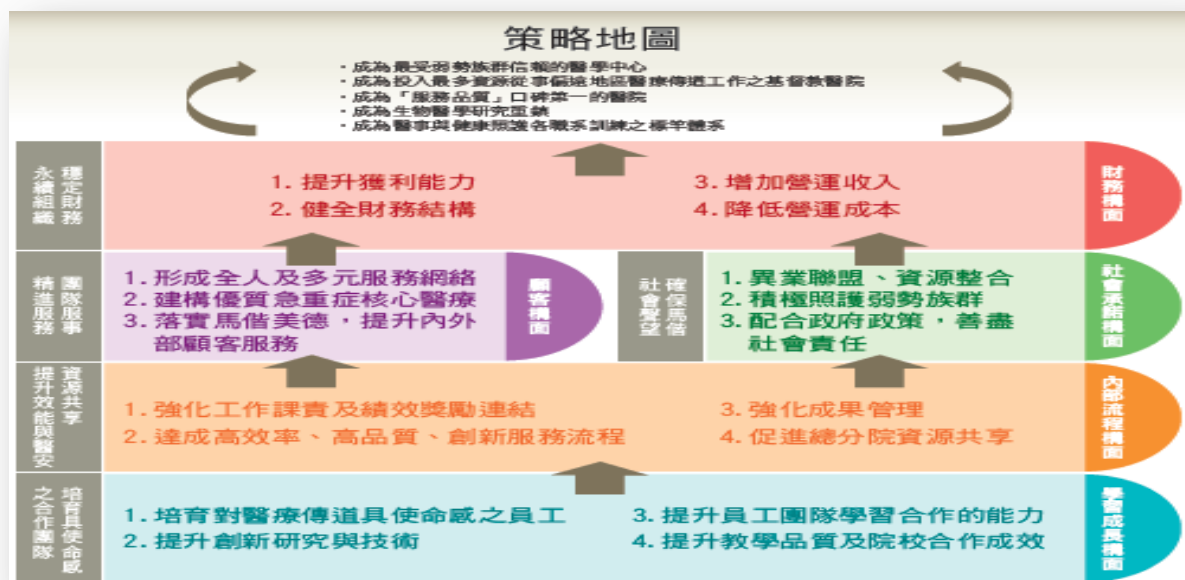 策略地圖
・成為最受弱勢族群信賴的醫學中心
・成為投入最多資源從事偏遠地區醫療傳道工作之基督教醫院
・成為「服務品質」口碑第一的醫院
・成為生物醫學研究重鎮
・成為醫事與健康照護各職系訓練之標竿體系
穩定財務
永續組織
1. 提升獲利能力
2. 健全財務結構
3. 增加營運收入
4. 降低營運成本
財務構面
團隊服事
精進服務
1. 形成全人及多元服務網絡
2. 建構優質急重症核心醫療
3. 落實馬偕美德，提升內外
部顧客服務
顧客構面
確保馬偕
社會聲望
1. 異業聯盟、資源整合
2. 積極照護弱勢族群
3. 配合政府政策，善盡
社會責任
社會承諾構面
資源共享
提升效能與醫安
1. 強化工作課責及績效獎勵連結
2. 達成高效率、高品質、創新服務流程
3. 強化成果管理
4. 促進總分院資源共享
內部流程構面
培育具使命感
之合作團隊
1. 培育對醫療傳道具使命感之員工
2. 提升創新研究與技術
3. 提升員工團隊學習合作的能力
4. 提升教學品質及院校合作成效
學習成長構面